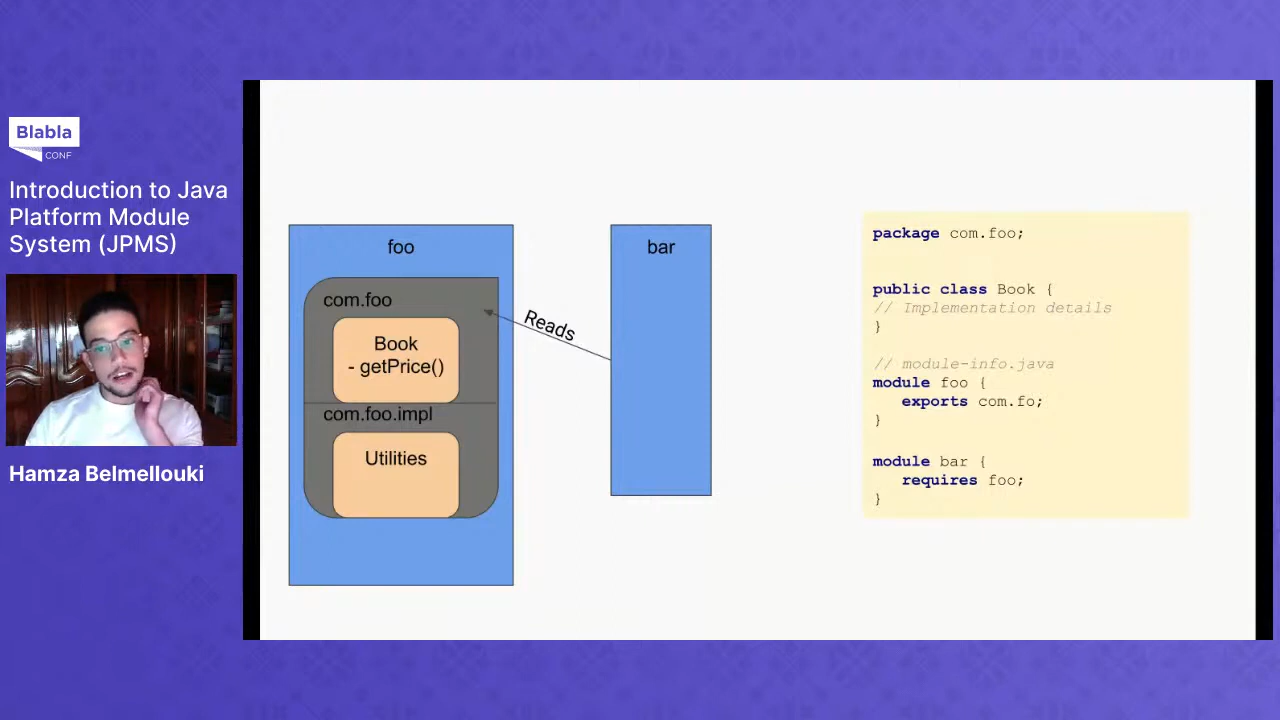 Blabla
CONF
Introduction to Java
Platform Module
System (JPMS)
Hamza Belmellouki
foo
com.foo
Book
- getPrice()
com.foo.impl
Utilities
Reads
bar
package com.foo;
public class Book {
// Implementation details
}
// module-info.java
module foo {
exports com.fo;
}
module bar {
requires foo;
}